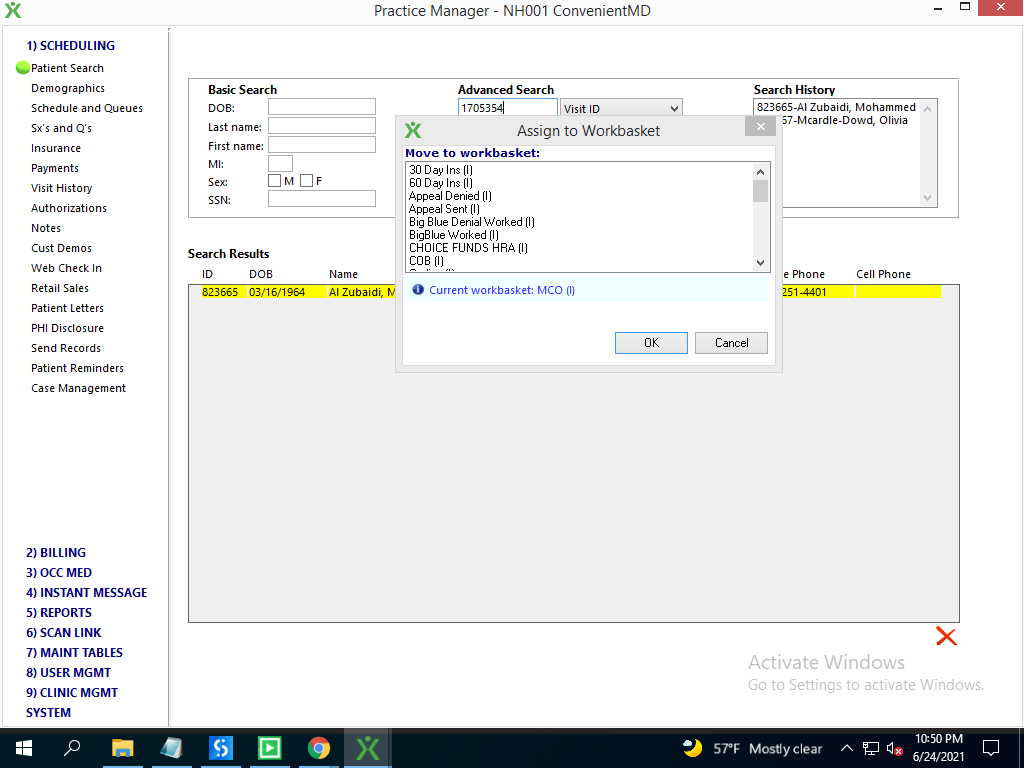 Practice Manager - NH001 ConvenientMD
1) SCHEDULING
Patient Search
Demographics
Schedule and Queues
Sx's and Q's
Insurance
Payments
Visit History
Authorizations
Notes
Cust Demos
Web Check In
Retail Sales
Patient Letters
PHI Disclosure
Send Records
Patient Reminders
Case Management
2) BILLING
3) OCC MED
4) INSTANT MESSAGE
5) REPORTS
6) SCAN LINK
7) MAINT TABLES
8) USER MGMT
9) CLINIC MGMT
SYSTEM
Basic Search
DOB:
Last name:
First name:
MI:
Sex: M F
SSN:
Advanced Search
1705354 Visit ID
Search History
823665-Al Zubaidi, Mohammed
57-Mcardle-Dowd, Olivia
Assign to Workbasket
Move to workbasket:
30 Day Ins (I)
60 Day Ins (I)
Appeal Denied (I)
Appeal Sent (I)
Big Blue Denial Worked (I)
BigBlue Worked (I)
CHOICE FUNDS HRA (I)
COB (I)
Current workbasket: MCO (I)
OK Cancel
Search Results
ID DOB Name e Phone Cell Phone
823665 03/16/1964 Al Zubaidi, M 251-4401
Activate Windows
Go to Settings to activate Windows.
57°F Mostly clear
10:50 PM
6/24/2021